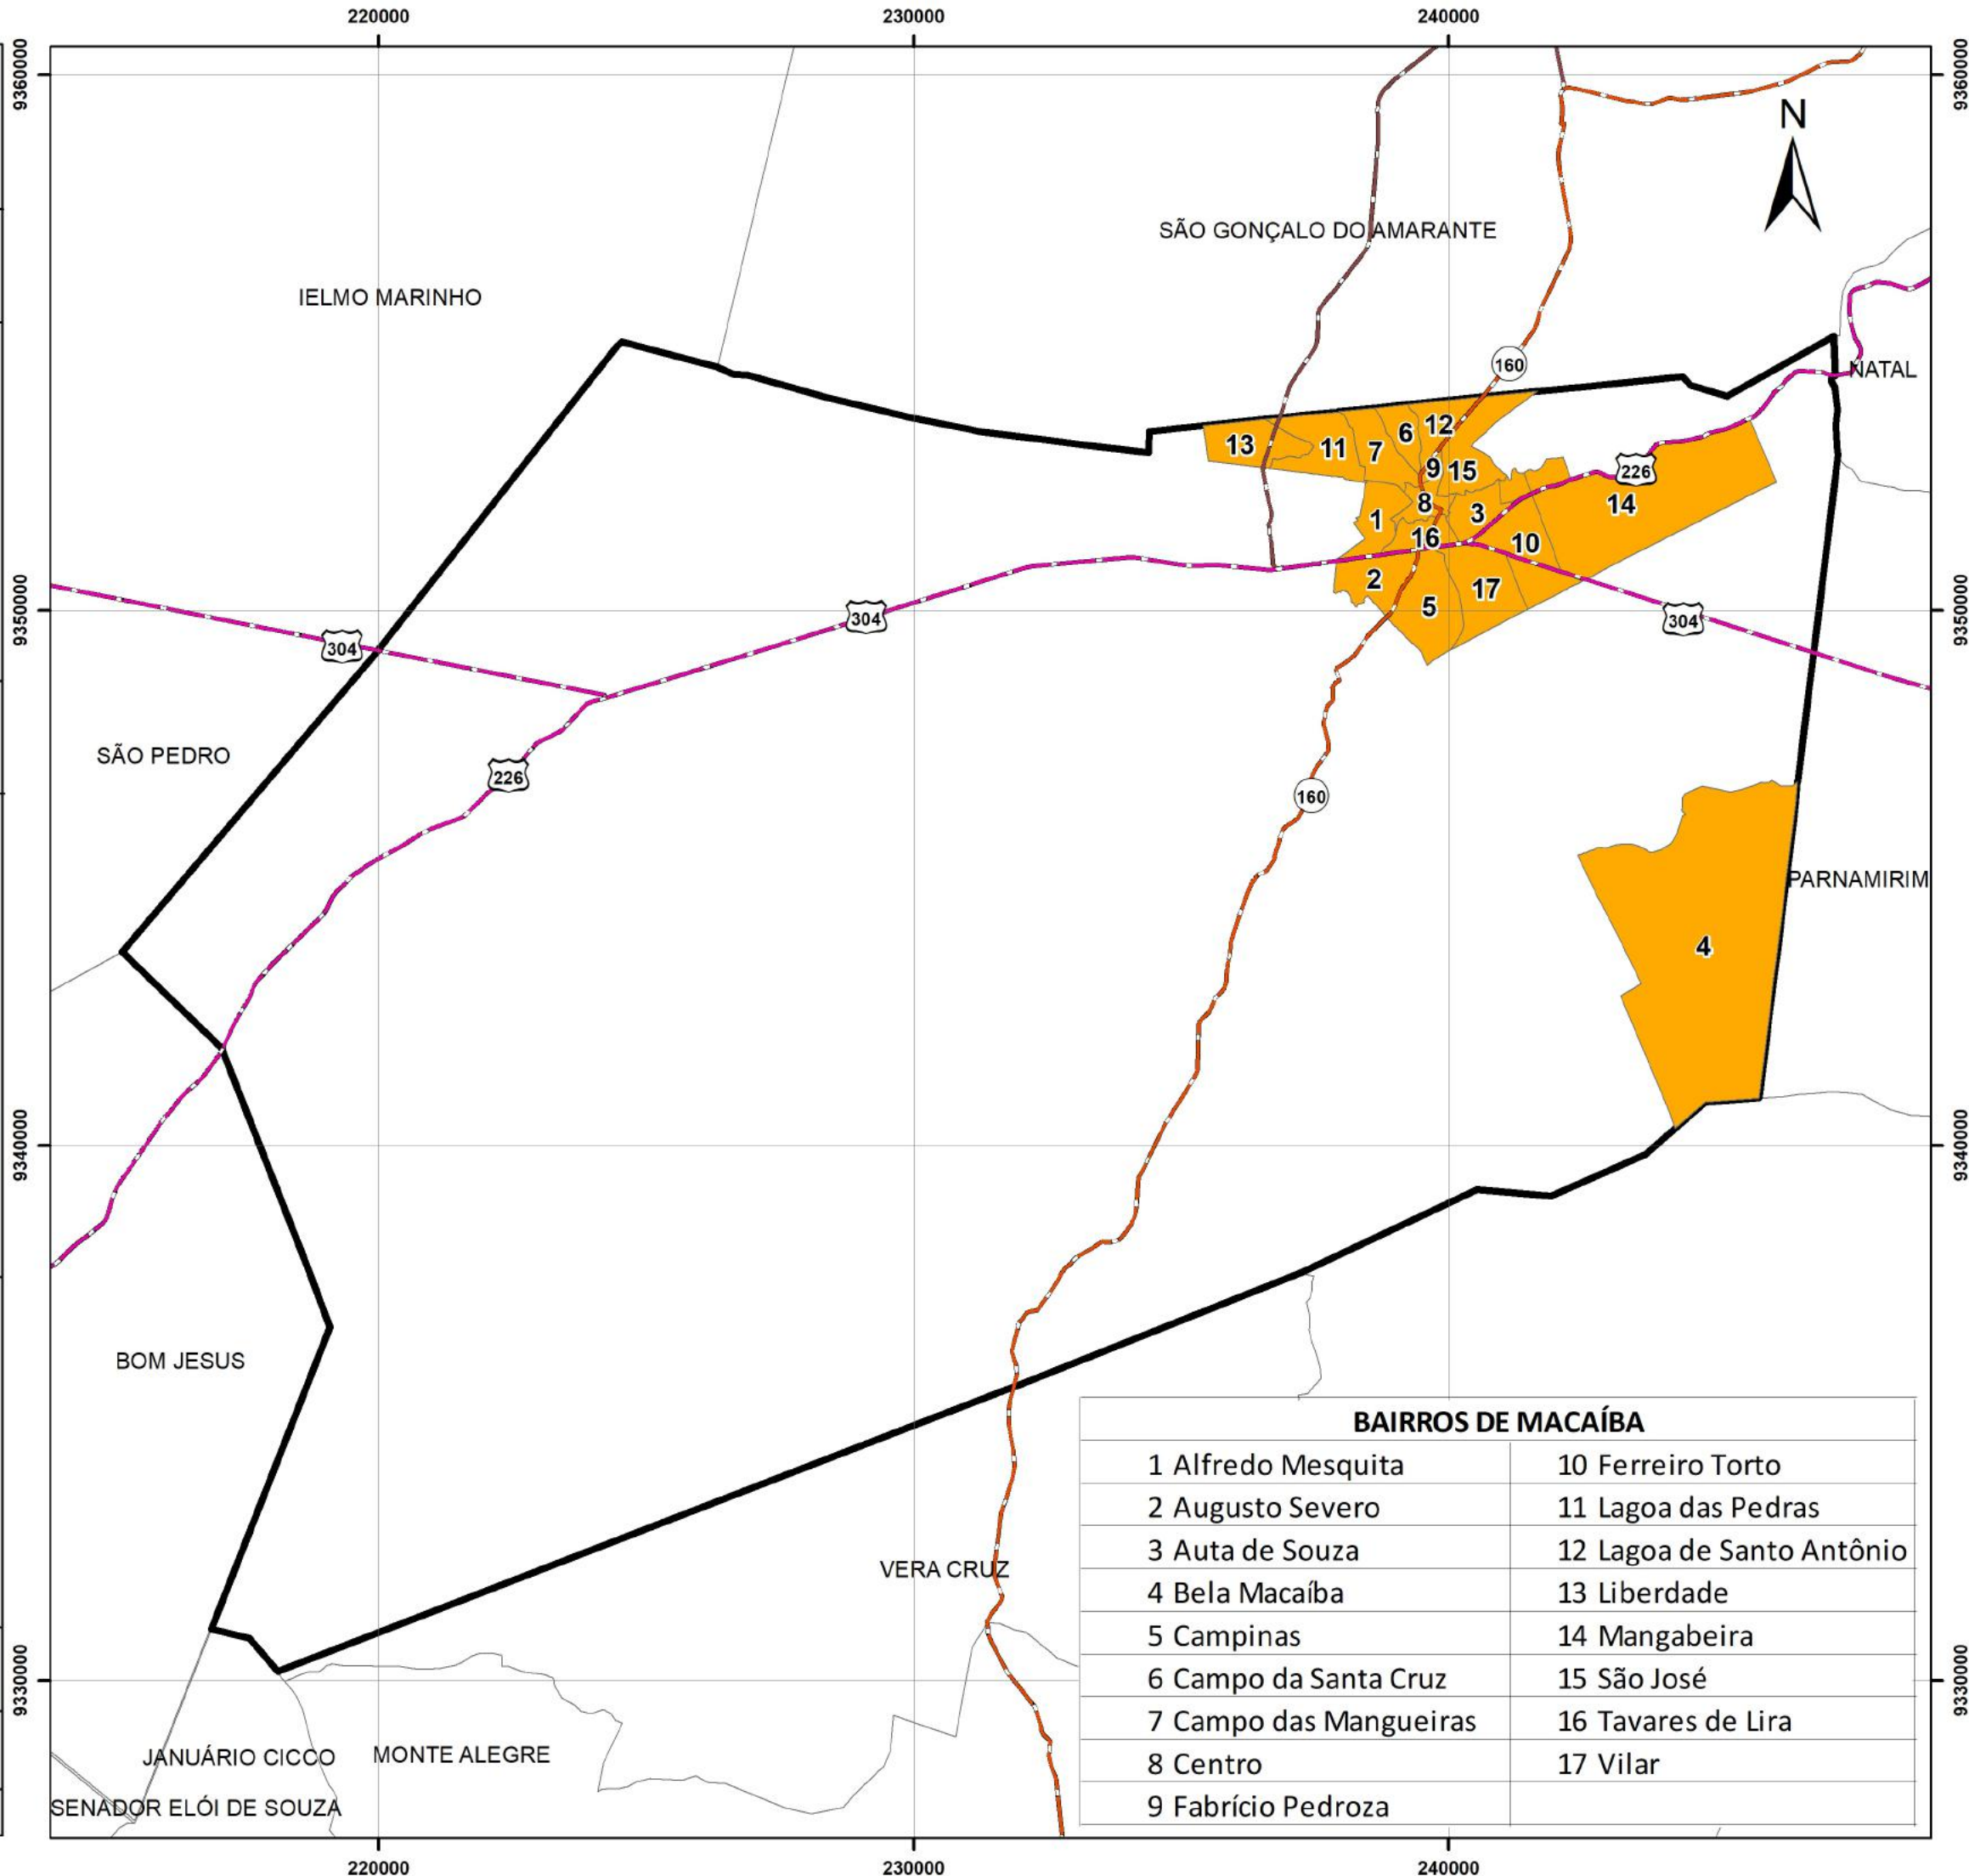 220000 230000 240000
9360000 9360000
N
SÃO GONÇALO DO AMARANTE
IELMO MARINHO
160
NATAL
12
6
13 11 7
9 15
226
8 3 14
1
16 10
2 17
5
9350000 9350000
304 304 304
SÃO PEDRO
226
160
PARNAMIRIM
4
9340000 9340000
BOM JESUS
VERA CRUZ
BAIRROS DE MACAÍBA
1 Alfredo Mesquita 10 Ferreiro Torto
2 Augusto Severo 11 Lagoa das Pedras
3 Auta de Souza 12 Lagoa de Santo Antônio
4 Bela Macaíba 13 Liberdade
5 Campinas 14 Mangabeira
6 Campo da Santa Cruz 15 São José
7 Campo das Mangueiras 16 Tavares de Lira
8 Centro 17 Vilar
9 Fabrício Pedroza
9330000 9330000
JANUÁRIO CICCO MONTE ALEGRE
SENADOR ELÓI DE SOUZA
220000 230000 240000